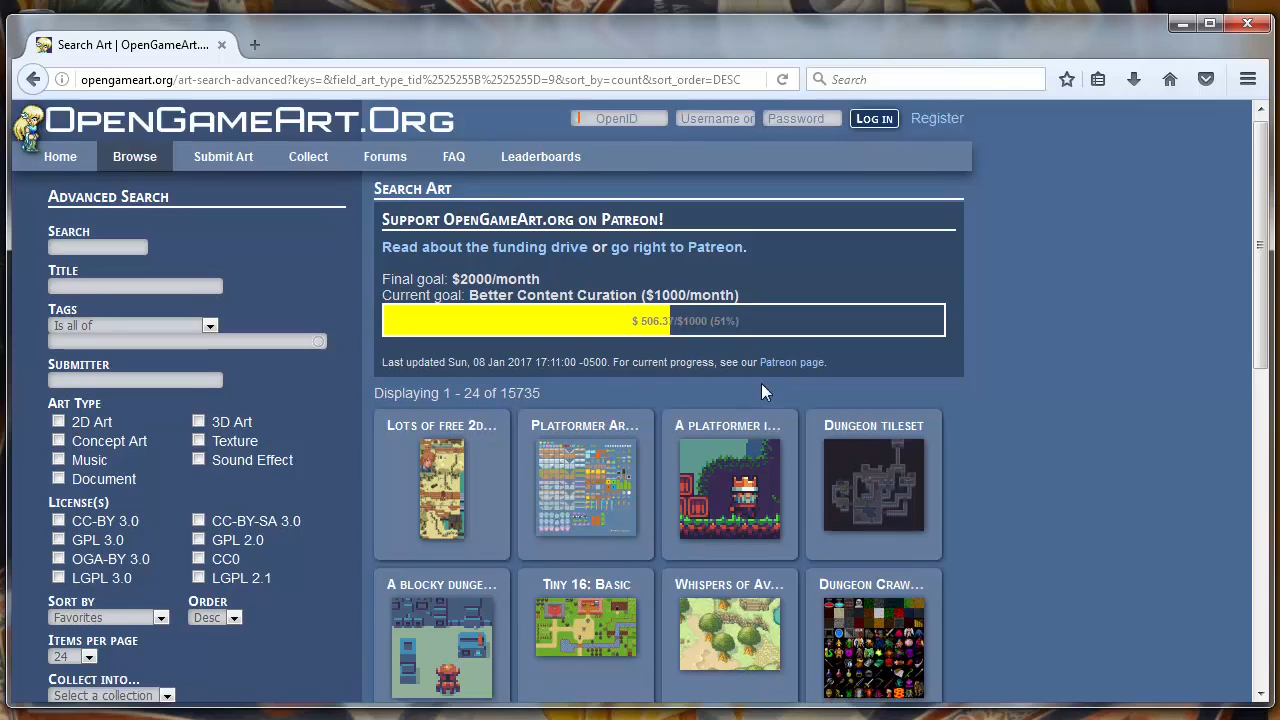 Search Art | OpenGameArt....
opengameart.org/art-search-advanced?keys=&field_art_type_tid%2525255B%2525255D=9&sort_by=count&sort_order=DESC
Search
OpenGameArt.Org
OpenID
Username or
Password
Log in
Register
Home
Browse
Submit Art
Collect
Forums
FAQ
Leaderboards
Advanced Search
Search
Title
Tags
Is all of
Submitter
Art Type
2D Art
3D Art
Concept Art
Texture
Music
Sound Effect
Document
License(s)
CC-BY 3.0
CC-BY-SA 3.0
GPL 3.0
GPL 2.0
OGA-BY 3.0
CC0
LGPL 3.0
LGPL 2.1
Sort by
Order
Favorites
Desc
Items per page
24
Collect into...
Select a collection
Search Art
Support OpenGameArt.org on Patreon!
Read about the funding drive or go right to Patreon.
Final goal: $2000/month
Current goal: Better Content Curation ($1000/month)
$ 506.37/$1000 (51%)
Last updated Sun, 08 Jan 2017 17:11:00 -0500. For current progress, see our Patreon page.
Displaying 1 - 24 of 15735
Lots of free 2d...
Platformer Ar...
A platformer i...
Dungeon tileset
A blocky dunge...
Tiny 16: Basic
Whispers of Av...
Dungeon Craw...